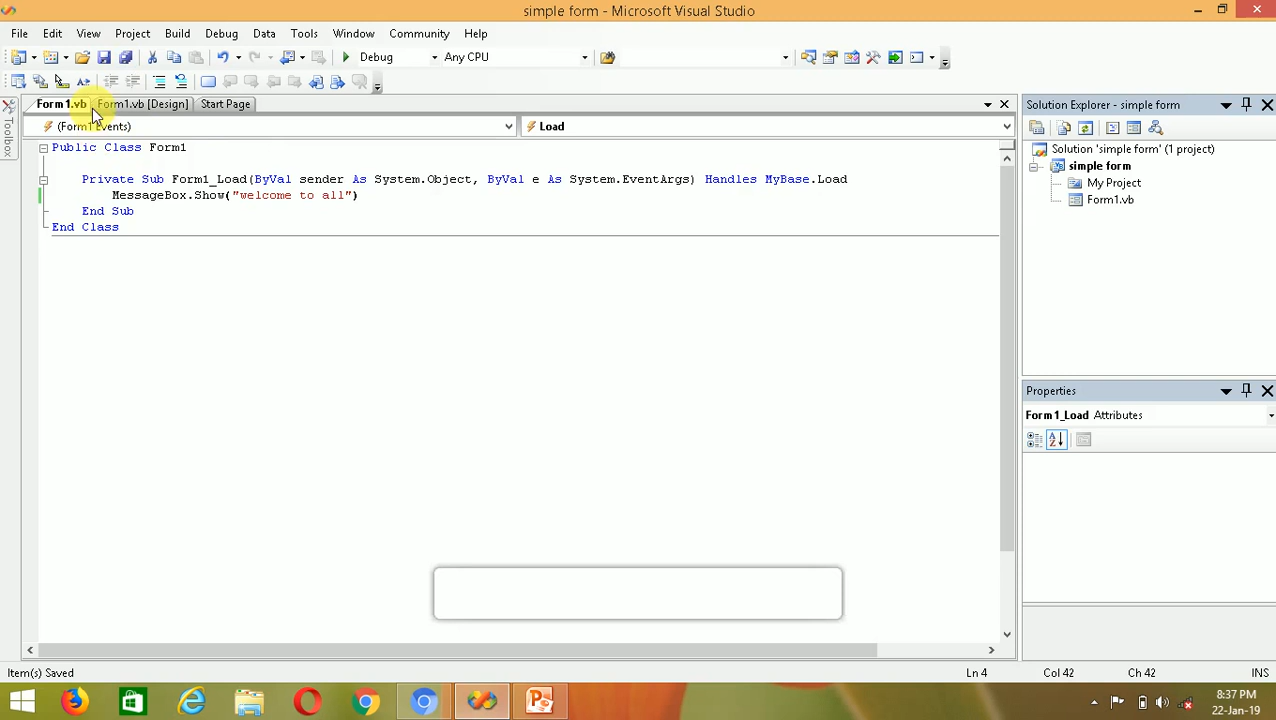 simple form - Microsoft Visual Studio
File Edit View Project Build Debug Data Tools Window Community Help
Debug Any CPU
Form1.vb Form1.vb [Design] Start Page
(Form1 Events) Load
Public Class Form1
Private Sub Form1_Load(ByVal sender As System.Object, ByVal e As System.EventArgs) Handles MyBase.Load
MessageBox.Show("welcome to all")
End Sub
End Class
Toolbox
Solution Explorer - simple form
Solution 'simple form' (1 project)
simple form
My Project
Form1.vb
Properties
Form1_Load Attributes
Item(s) Saved Ln 4 Col 42 Ch 42 INS
8:37 PM
22-Jan-19